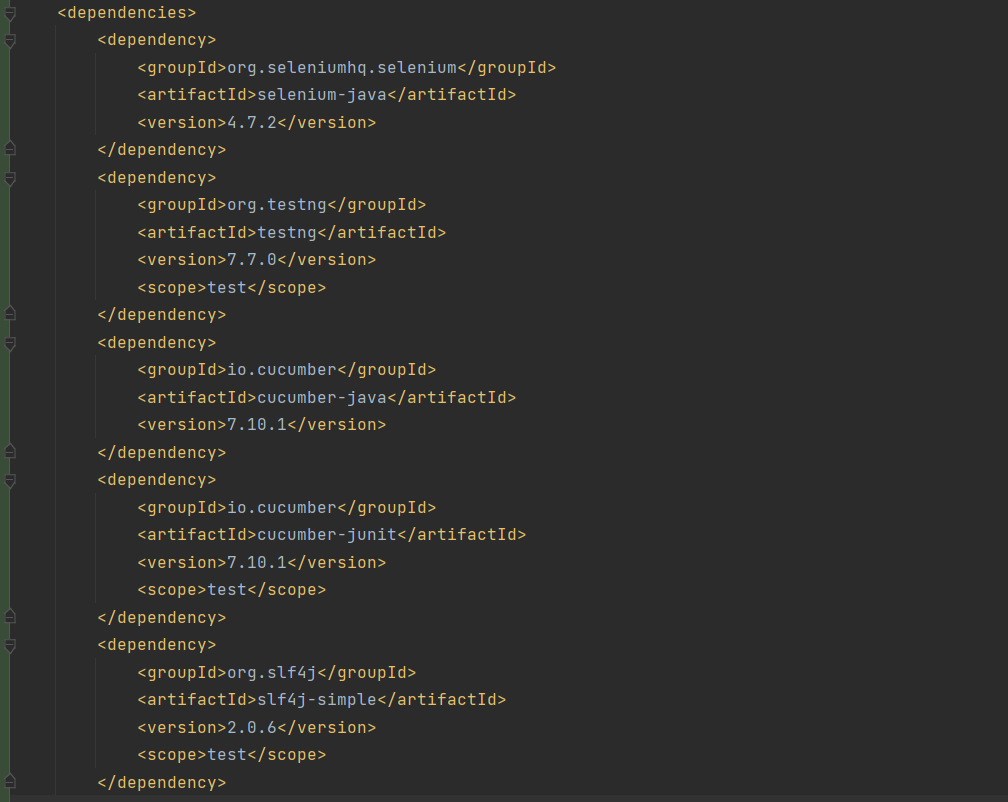 <dependencies>
<dependency>
<groupId>org.seleniumhq.selenium</groupId>
<artifactId>selenium-java</artifactId>
<version>4.7.2</version>
</dependency>
<dependency>
<groupId>org.testng</groupId>
<artifactId>testng</artifactId>
<version>7.7.0</version>
<scope>test</scope>
</dependency>
<dependency>
<groupId>io.cucumber</groupId>
<artifactId>cucumber-java</artifactId>
<version>7.10.1</version>
</dependency>
<dependency>
<groupId>io.cucumber</groupId>
<artifactId>cucumber-junit</artifactId>
<version>7.10.1</version>
<scope>test</scope>
</dependency>
<dependency>
<groupId>org.slf4j</groupId>
<artifactId>slf4j-simple</artifactId>
<version>2.0.6</version>
<scope>test</scope>
</dependency>